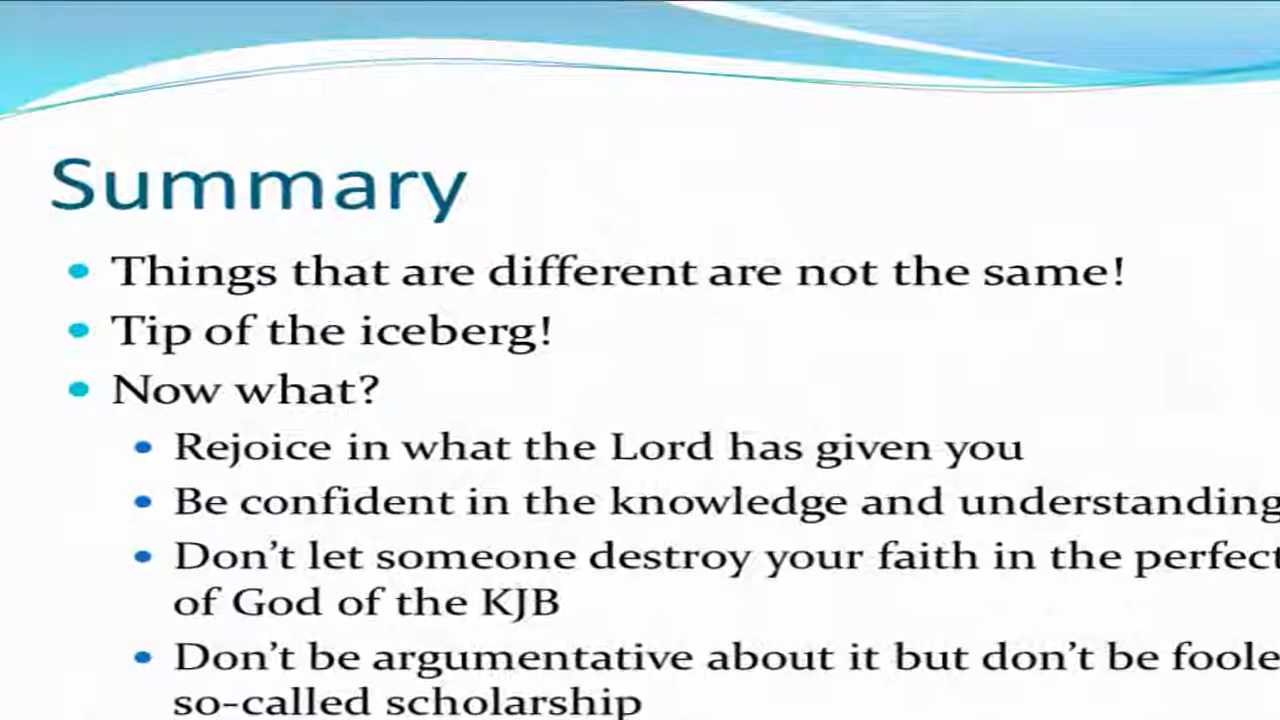 Summary
• Things that are different are not the same!
• Tip of the iceberg!
• Now what?
• Rejoice in what the Lord has given you
• Be confident in the knowledge and understanding
• Don't let someone destroy your faith in the perfect
of God of the KJB
• Don't be argumentative about it but don't be foole
so-called scholarship